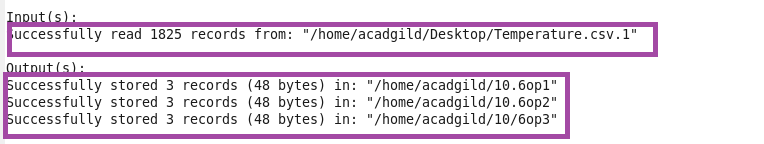 Input(s):
Successfully read 1825 records from: "/home/acadgild/Desktop/Temperature.csv.1"
Output(s):
Successfully stored 3 records (48 bytes) in: "/home/acadgild/10.6op1"
Successfully stored 3 records (48 bytes) in: "/home/acadgild/10.6op2"
Successfully stored 3 records (48 bytes) in: "/home/acadgild/10/6op3"